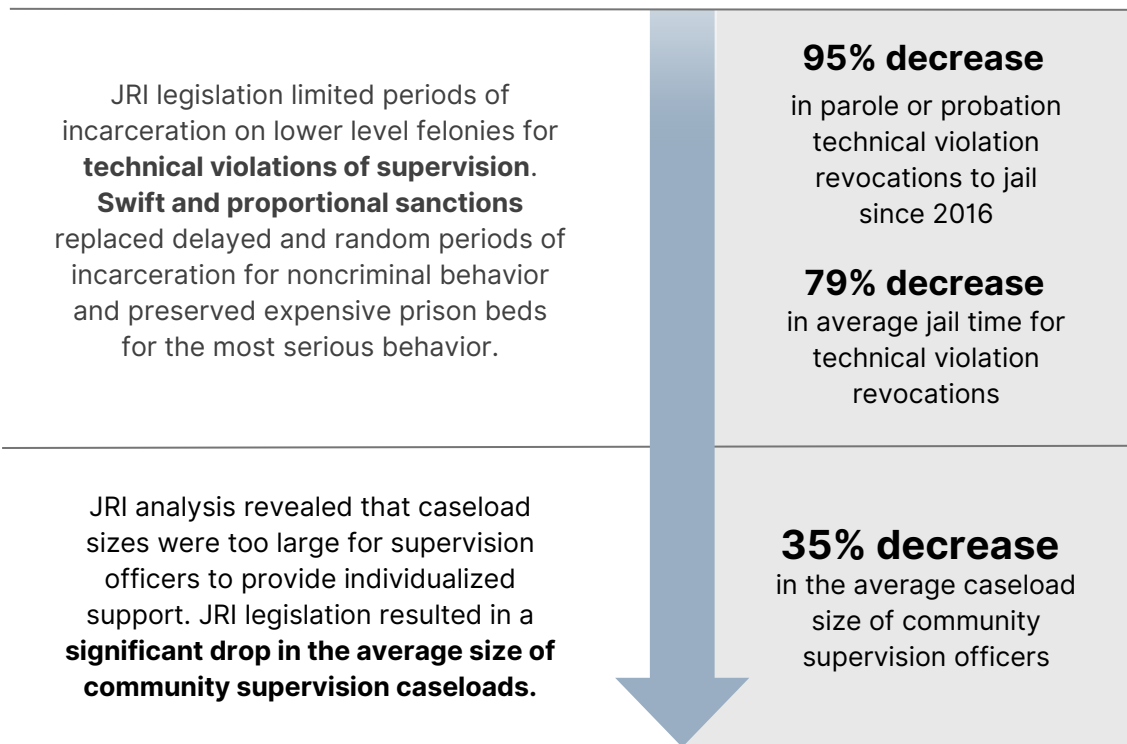 JRI legislation limited periods of
incarceration on lower level felonies for
technical violations of supervision.
Swift and proportional sanctions
replaced delayed and random periods of
incarceration for noncriminal behavior
and preserved expensive prison beds
for the most serious behavior.
95% decrease
in parole or probation
technical violation
revocations to jail
since 2016
79% decrease
in average jail time for
technical violation
revocations
JRI analysis revealed that caseload
sizes were too large for supervision
officers to provide individualized
support. JRI legislation resulted in a
significant drop in the average size of
community supervision caseloads.
35% decrease
in the average caseload
size of community
supervision officers